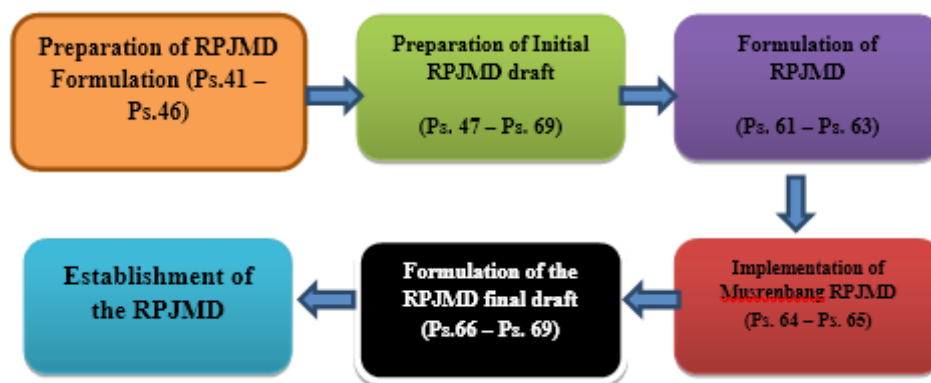 Preparation of RPJMD
Formulation (Ps.41 –
Ps.46)
Preparation of Initial
RPJMD draft
(Ps. 47 – Ps. 69)
Formulation of
RPJMD
(Ps. 61 – Ps. 63)
Implementation of
Musrenbang RPJMD
(Ps. 64 – Ps. 65)
Formulation of the
RPJMD final draft
(Ps.66 – Ps. 69)
Establishment of
the RPJMD